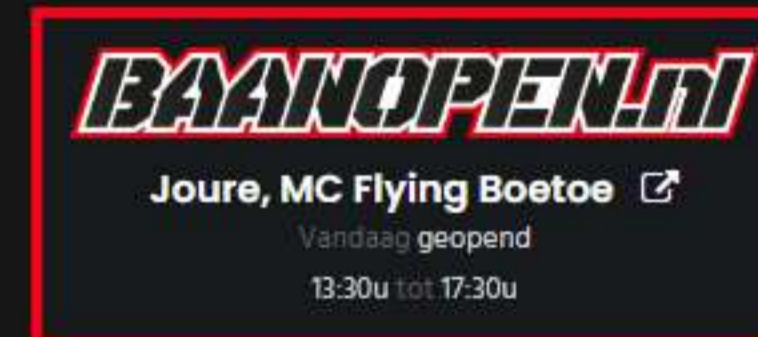 BAANOPEN.nl
Joure, MC Flying Boetoe
Vandaag geopend
13:30u tot 17:30u